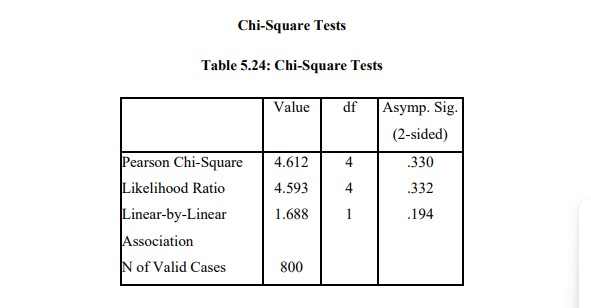 Chi-Square Tests
Table 5.24: Chi-Square Tests
Value df Asymp. Sig.
(2-sided)
Pearson Chi-Square 4.612 4 .330
Likelihood Ratio 4.593 4 .332
Linear-by-Linear 1.688 1 .194
Association
N of Valid Cases 800